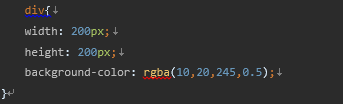 div{↓
width: 200px;↓
height: 200px;↓
background-color: rgba(10,20,245,0.5);↓
}↓